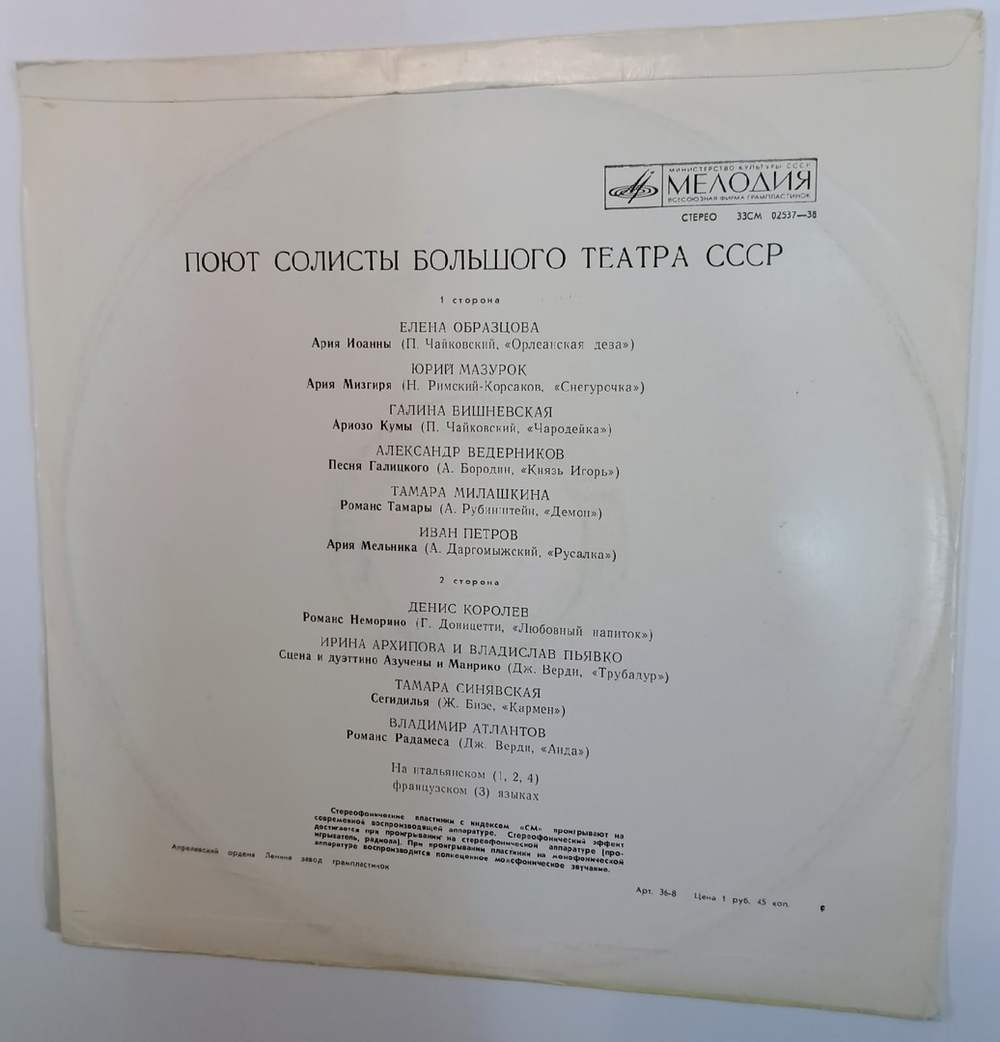 МИНИСТЕРСТВО КУЛЬТУРЫ СССР
МЕЛОДИЯ
ВСЕСОЮЗНАЯ ФИРМА ГРАМПЛАСТИНОК
СТЕРЕО 33СМ 02537—38
ПОЮТ СОЛИСТЫ БОЛЬШОГО ТЕАТРА СССР
1 сторона
ЕЛЕНА ОБРАЗЦОВА
Ария Иоанны (П. Чайковский, «Орлеанская дева»)
ЮРИЙ МАЗУРОК
Ария Мизгиря (Н. Римский-Корсаков, «Снегурочка»)
ГАЛИНА ВИШНЕВСКАЯ
Ариозо Кумы (П. Чайковский, «Чародейка»)
АЛЕКСАНДР ВЕДЕРНИКОВ
Песня Галицкого (А. Бородин, «Князь Игорь»)
ТАМАРА МИЛАШКИНА
Романс Тамары (А. Рубинштейн, «Демон»)
ИВАН ПЕТРОВ
Ария Мельника (А. Даргомыжский, «Русалка»)
2 сторона
ДЕНИС КОРОЛЕВ
Романс Неморино (Г. Доницетти, «Любовный напиток»)
ИРИНА АРХИПОВА И ВЛАДИСЛАВ ПЬЯВКО
Сцена и дуэттино Азучены и Манрико (Дж. Верди, «Трубадур»)
ТАМАРА СИНЯВСКАЯ
Сегидилья (Ж. Бизе, «Кармен»)
ВЛАДИМИР АТЛАНТОВ
Романс Радамеса (Дж. Верди, «Аида»)
На итальянском (1, 2, 4)
французском (3) языках
Стереофонические пластинки с индексом «СМ» проигрывают на
современной воспроизводящей аппаратуре. Стереофонический эффект
достигается при проигрывании на стереофонической аппаратуре (про-
игрыватель, радиола). При проигрывании пластинки на монофонической
аппаратуре воспроизводится полноценное монофоническое звучание.
Апрелевский ордена Ленина завод грампластинок
Арт. 36-8 Цена 1 руб. 45 коп.